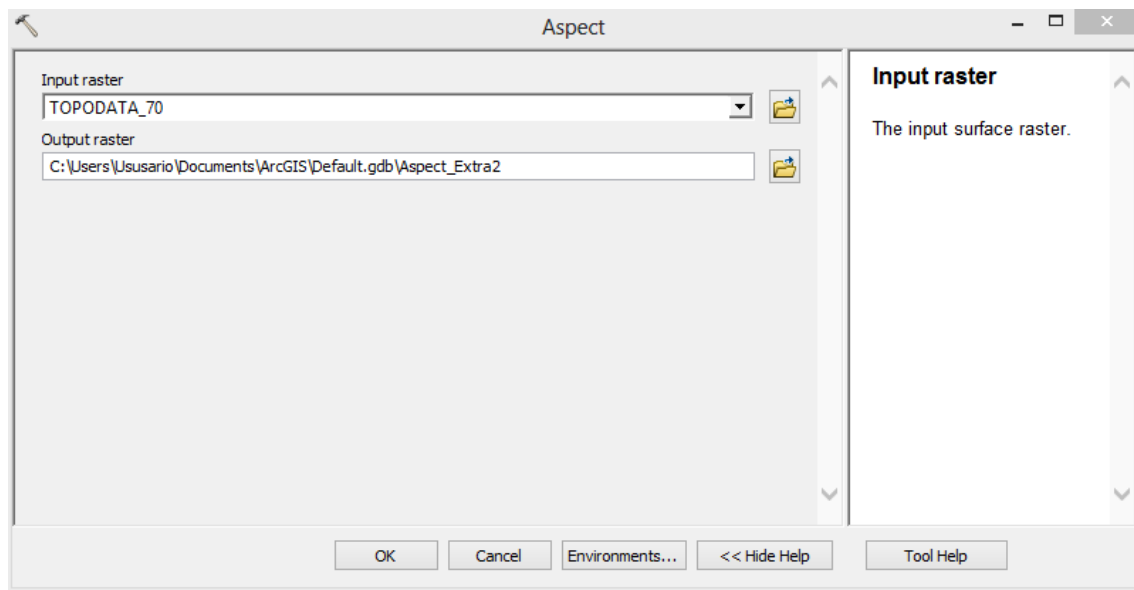 Aspect
Input raster
TOPODATA_70
Output raster
C:\Users\Ususario\Documents\ArcGIS\Default.gdb\Aspect_Extra2
Input raster
The input surface raster.
OK
Cancel
Environments...
<< Hide Help
Tool Help